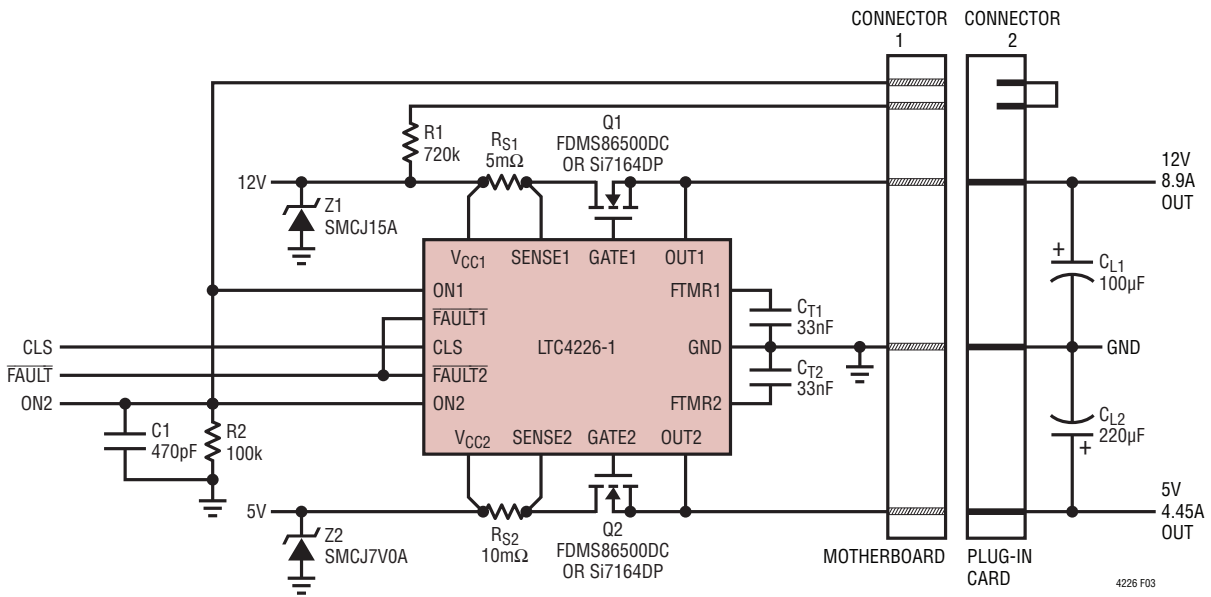 CONNECTOR
1
CONNECTOR
2
R1
720k
RS1
5mΩ
Q1
FDMS86500DC
OR Si7164DP
12V
8.9A
OUT
12V
Z1
SMCJ15A
VCC1
SENSE1
GATE1
OUT1
ON1
FTMR1
CT1
33nF
+
CL1
100µF
FAULT1
CLS
CLS
LTC4226-1
GND
GND
FAULT
FAULT2
CT2
33nF
ON2
ON2
FTMR2
C1
470pF
R2
100k
VCC2
SENSE2
GATE2
OUT2
CL2
220µF
+
5V
Z2
SMCJ7V0A
RS2
10mΩ
Q2
FDMS86500DC
OR Si7164DP
5V
4.45A
OUT
MOTHERBOARD
PLUG-IN
CARD
4226 F03